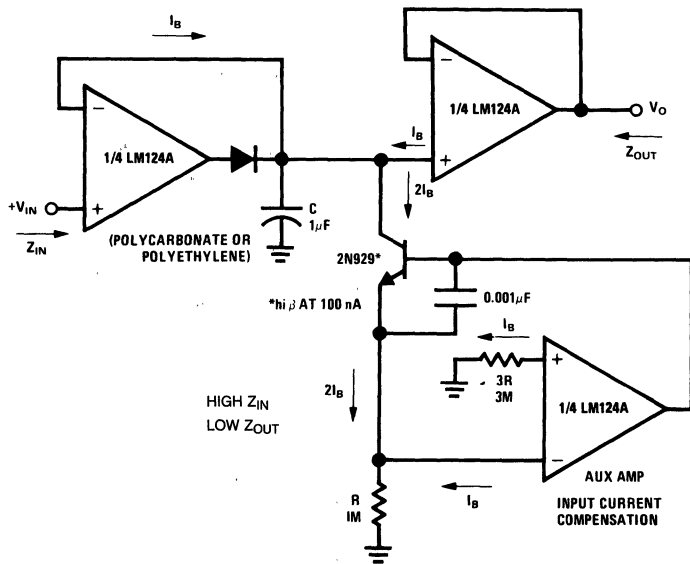 I_B
−
1/4 LM124A
+V_IN
+
Z_IN
C
1µF
(POLYCARBONATE OR
POLYETHYLENE)
−
1/4 LM124A
+
I_B
V_O
Z_OUT
2I_B
2N929*
*hi β AT 100 nA
0.001µF
I_B
3R
3M
+
1/4 LM124A
−
2I_B
HIGH Z_IN
LOW Z_OUT
R
1M
I_B
AUX AMP
INPUT CURRENT
COMPENSATION